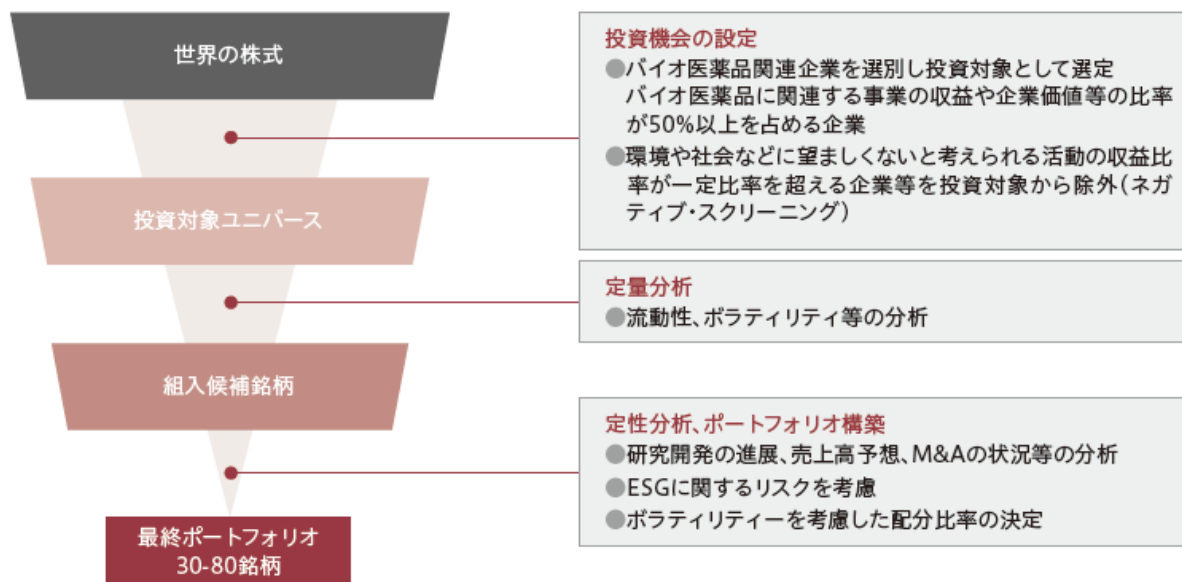 世界の株式
投資機会の設定
●バイオ医薬品関連企業を選別し投資対象として選定
バイオ医薬品に関連する事業の収益や企業価値等の比率
が50%以上を占める企業
●環境や社会などに望ましくないと考えられる活動の収益比
率が一定比率を超える企業等を投資対象から除外(ネガ
ティブ・スクリーニング)
投資対象ユニバース
定量分析
●流動性、ボラティリティ等の分析
組入候補銘柄
定性分析、ポートフォリオ構築
●研究開発の進展、売上高予想、M&Aの状況等の分析
●ESGに関するリスクを考慮
●ボラティリティーを考慮した配分比率の決定
最終ポートフォリオ
30-80銘柄